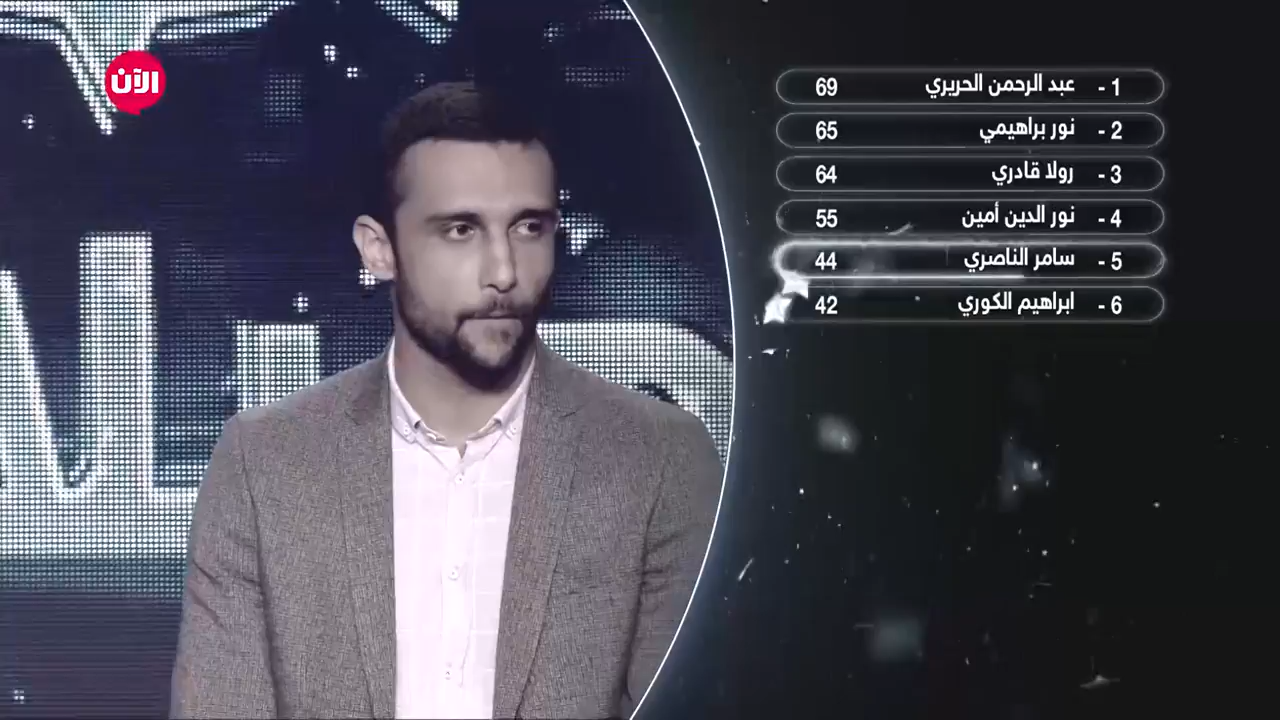 الآن
1 - عبد الرحمن الحريري 69
2 - نور براهيمي 65
3 - رولا قادري 64
4 - نور الدين أمين 55
5 - سامر الناصري 44
6 - ابراهيم الكوري 42